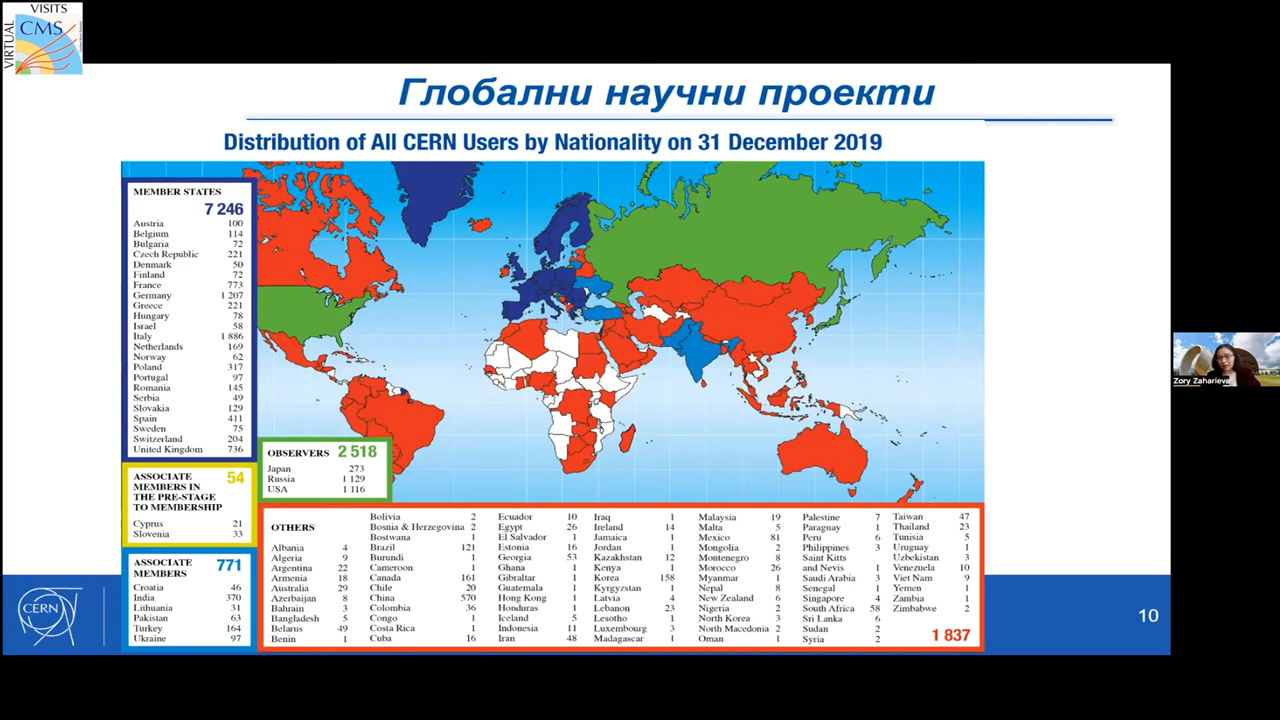 VISITS
VIRTUAL
CMS
Глобални научни проекти
Distribution of All CERN Users by Nationality on 31 December 2019
MEMBER STATES
7 246
Austria 100
Belgium 114
Bulgaria 72
Czech Republic 221
Denmark 50
Finland 72
France 773
Germany 1 207
Greece 221
Hungary 78
Israel 58
Italy 1 886
Netherlands 169
Norway 62
Poland 317
Portugal 97
Romania 145
Serbia 49
Slovakia 129
Spain 411
Sweden 75
Switzerland 204
United Kingdom 736
ASSOCIATE 54
MEMBERS IN
THE PRE-STAGE
TO MEMBERSHIP
Cyprus 21
Slovenia 33
ASSOCIATE 771
MEMBERS
Croatia 46
India 370
Lithuania 31
Pakistan 63
Turkey 164
Ukraine 97
OBSERVERS 2 518
Japan 273
Russia 1 129
USA 1 116
OTHERS
Albania 4
Algeria 9
Argentina 22
Armenia 18
Australia 29
Azerbaijan 8
Bahrain 3
Bangladesh 5
Belarus 49
Benin 1
Bolivia 2
Bosnia & Herzegovina 2
Bostwana 1
Brazil 121
Burundi 1
Cameroon 1
Canada 161
Chile 20
China 570
Colombia 36
Congo 1
Costa Rica 1
Cuba 16
Ecuador 10
Egypt 26
El Salvador 1
Estonia 16
Georgia 53
Ghana 1
Gibraltar 1
Guatemala 1
Hong Kong 1
Honduras 1
Iceland 5
Indonesia 11
Iran 48
Iraq 1
Ireland 14
Jamaica 1
Jordan 1
Kazakhstan 12
Kenya 1
Korea 158
Kyrgyzstan 1
Latvia 4
Lebanon 23
Lesotho 1
Luxembourg 3
Madagascar 1
Malaysia 19
Malta 5
Mexico 81
Mongolia 2
Montenegro 8
Morocco 26
Myanmar 1
Nepal 8
New Zealand 6
Nigeria 2
North Korea 3
North Macedonia 2
Oman 1
Palestine 7
Paraguay 1
Peru 6
Philippines 3
Saint Kitts
and Nevis 1
Saudi Arabia 3
Senegal 1
Singapore 4
South Africa 58
Sri Lanka 6
Sudan 2
Syria 2
Taiwan 47
Thailand 23
Tunisia 5
Uruguay 1
Uzbekistan 3
Venezuela 10
Viet Nam 9
Yemen 1
Zambia 1
Zimbabwe 2
1 837
CERN
10
Zory Zaharieva